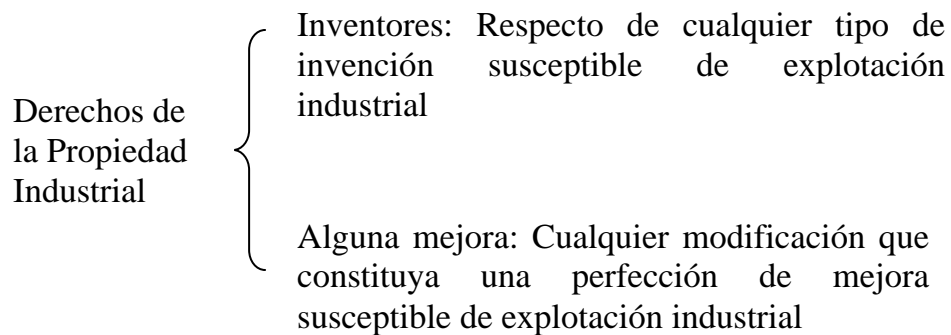 Derechos de
la Propiedad
Industrial
Inventores: Respecto de cualquier tipo de
invención susceptible de explotación
industrial
Alguna mejora: Cualquier modificación que
constituya una perfección de mejora
susceptible de explotación industrial